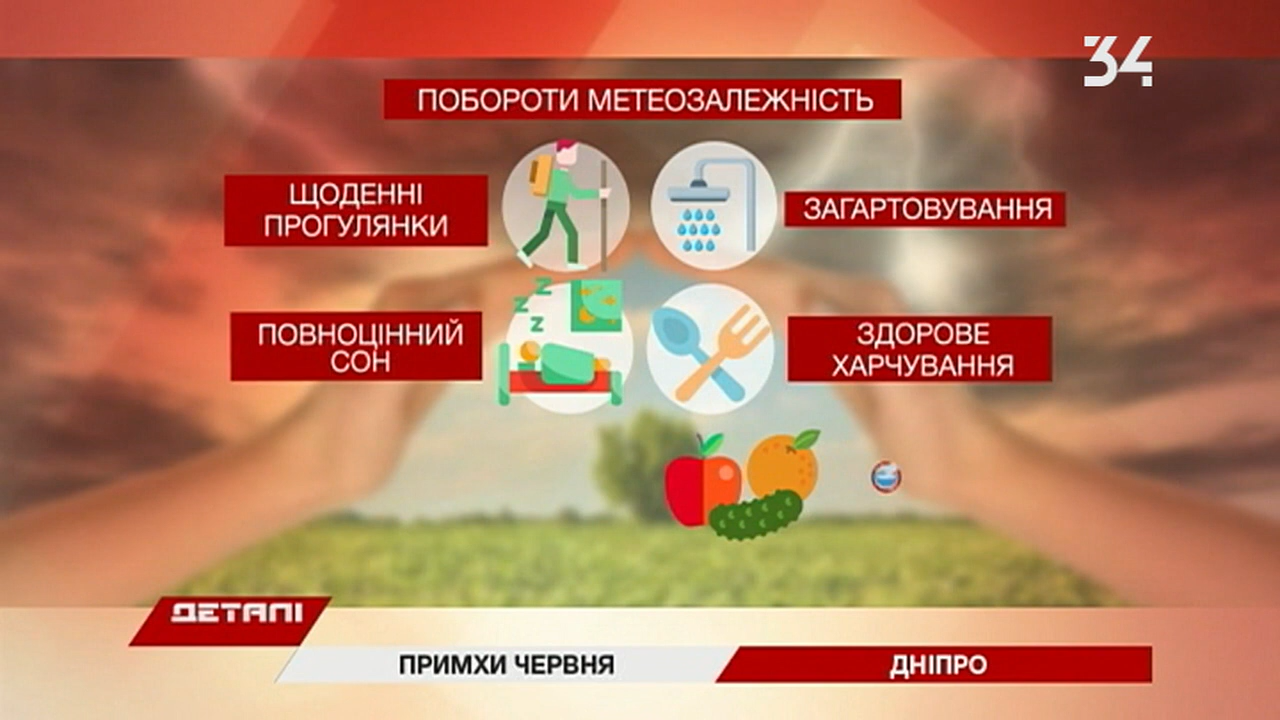 34
ПОБОРОТИ МЕТЕОЗАЛЕЖНІСТЬ
ЩОДЕННІ
ПРОГУЛЯНКИ
ЗАГАРТОВУВАННЯ
Z
Z
Z
ПОВНОЦІННИЙ
СОН
ЗДОРОВЕ
ХАРЧУВАННЯ
ДЕТАЛІ
ПРИМХИ ЧЕРВНЯ
ДНІПРО